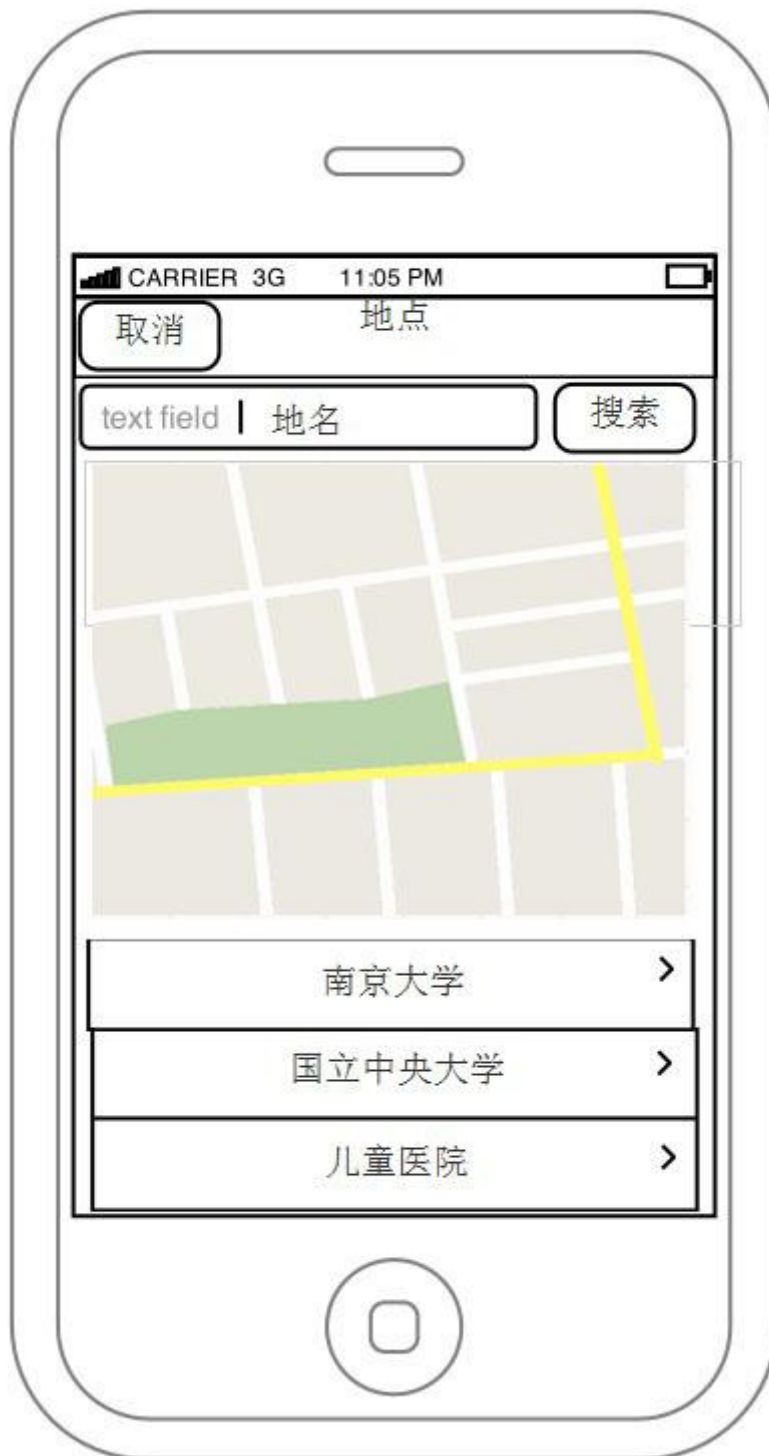 CARRIER 3G 11:05 PM
取消 地点
text field 地名 搜索
南京大学
国立中央大学
儿童医院